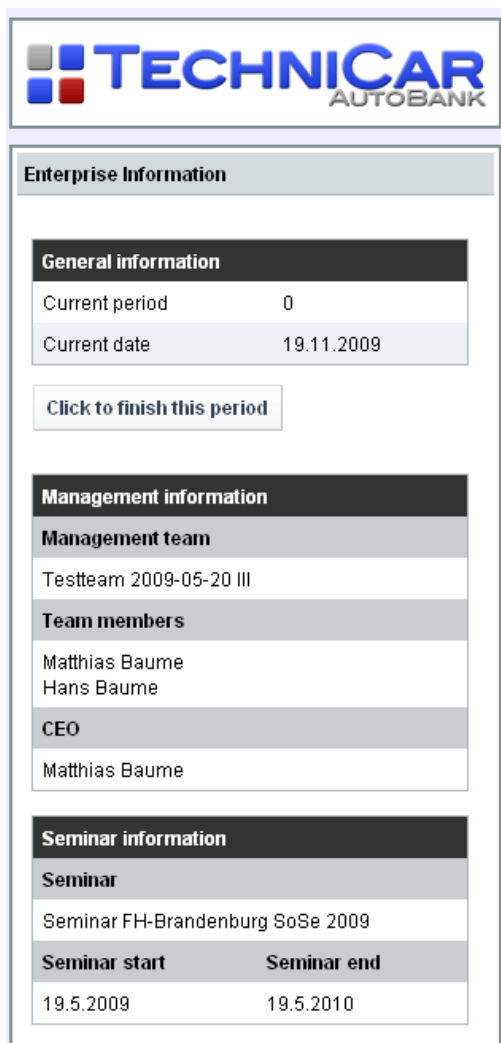 TECHNICAR
AUTOBANK
Enterprise Information
General information
Current period 0
Current date 19.11.2009
Click to finish this period
Management information
Management team
Testteam 2009-05-20 III
Team members
Matthias Baume
Hans Baume
CEO
Matthias Baume
Seminar information
Seminar
Seminar FH-Brandenburg SoSe 2009
Seminar start Seminar end
19.5.2009 19.5.2010